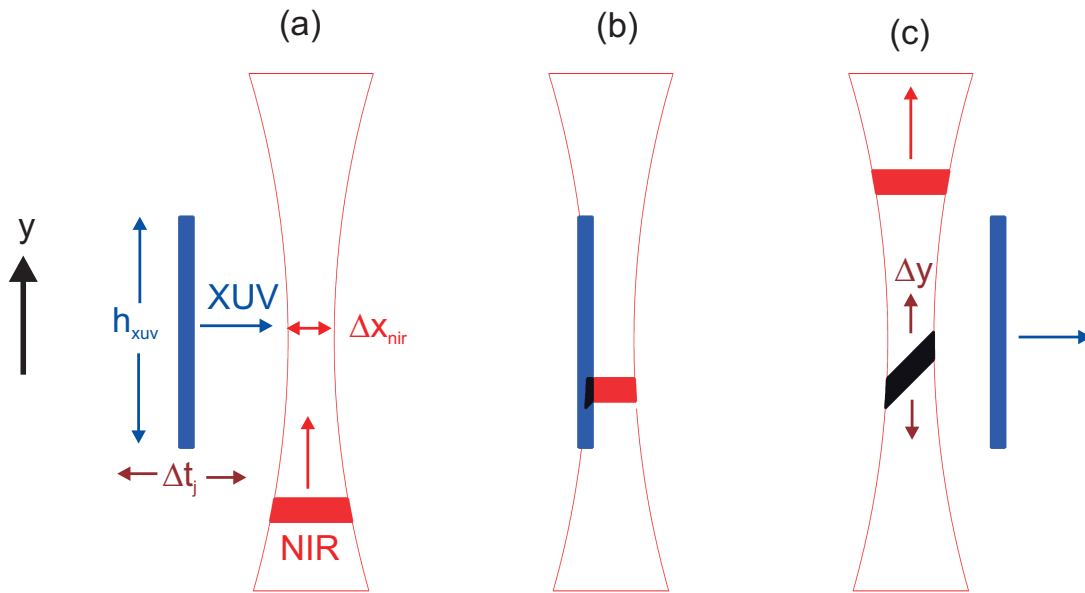 (a)
(b)
(c)
y
h_xuv
XUV
Δx_nir
Δt_j
NIR
Δy